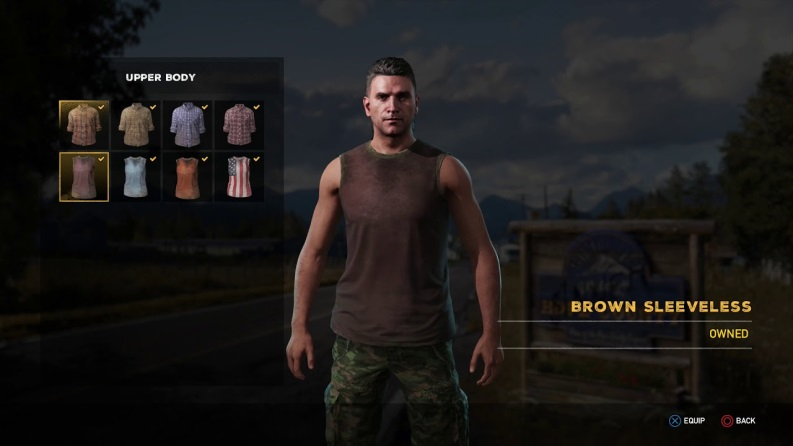 UPPER BODY
BROWN SLEEVELESS
OWNED
EQUIP
BACK